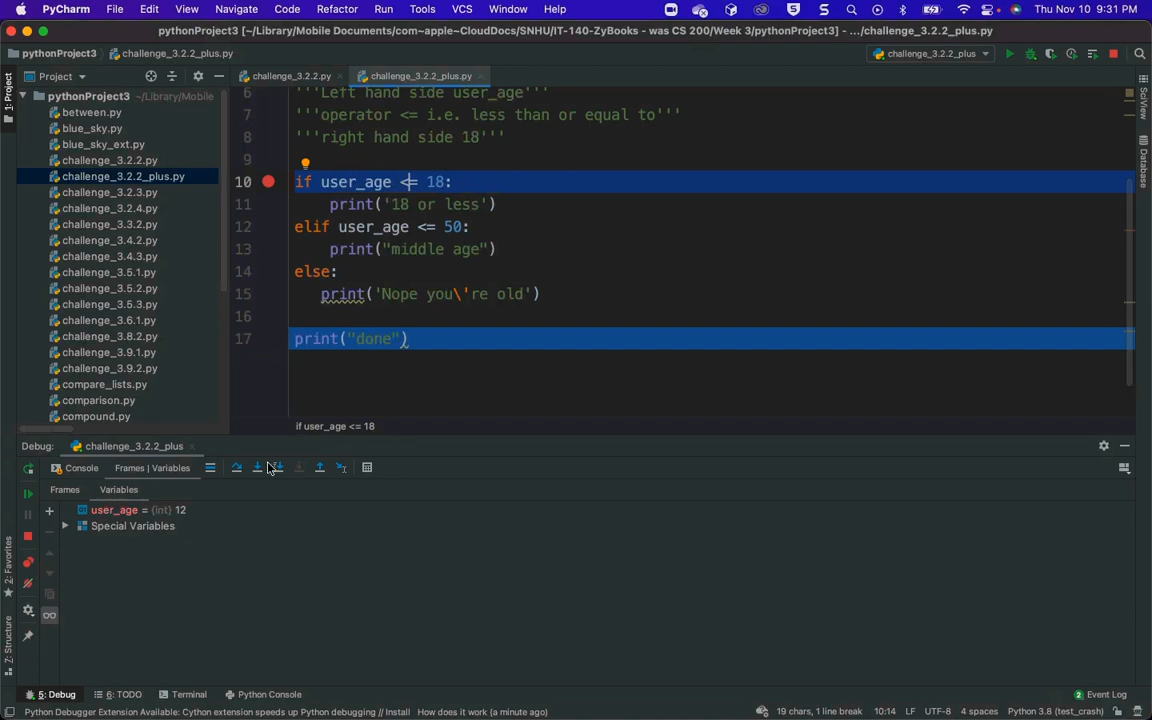 PyCharm File Edit View Navigate Code Refactor Run Tools VCS Window Help Thu Nov 10 9:31 PM
pythonProject3 [~/Library/Mobile Documents/com~apple~CloudDocs/SNHU/IT-140-ZyBooks - was CS 200/Week 3/pythonProject3] - .../challenge_3.2.2_plus.py
pythonProject3 challenge_3.2.2_plus.py challenge_3.2.2_plus
Project challenge_3.2.2.py challenge_3.2.2_plus.py
1: Project
pythonProject3 ~/Library/Mobile
between.py
blue_sky.py
blue_sky_ext.py
challenge_3.2.2.py
challenge_3.2.2_plus.py
challenge_3.2.3.py
challenge_3.2.4.py
challenge_3.3.2.py
challenge_3.4.2.py
challenge_3.4.3.py
challenge_3.5.1.py
challenge_3.5.2.py
challenge_3.5.3.py
challenge_3.6.1.py
challenge_3.8.2.py
challenge_3.9.1.py
challenge_3.9.2.py
compare_lists.py
comparison.py
compound.py
6 '''Left hand side user_age'''
7 '''operator <= i.e. less than or equal to'''
8 '''right hand side 18'''
9
10 if user_age <= 18:
11 print('18 or less')
12 elif user_age <= 50:
13 print("middle age")
14 else:
15 print('Nope you\'re old')
16
17 print("done")
if user_age <= 18
SciView
Database
Debug: challenge_3.2.2_plus
Console Frames | Variables
Frames Variables
user_age = {int} 12
Special Variables
2: Favorites
Z: Structure
5: Debug 6: TODO Terminal Python Console Event Log
2
Python Debugger Extension Available: Cython extension speeds up Python debugging // Install How does it work (a minute ago) 19 chars, 1 line break 10:14 LF UTF-8 4 spaces Python 3.8 (test_crash)